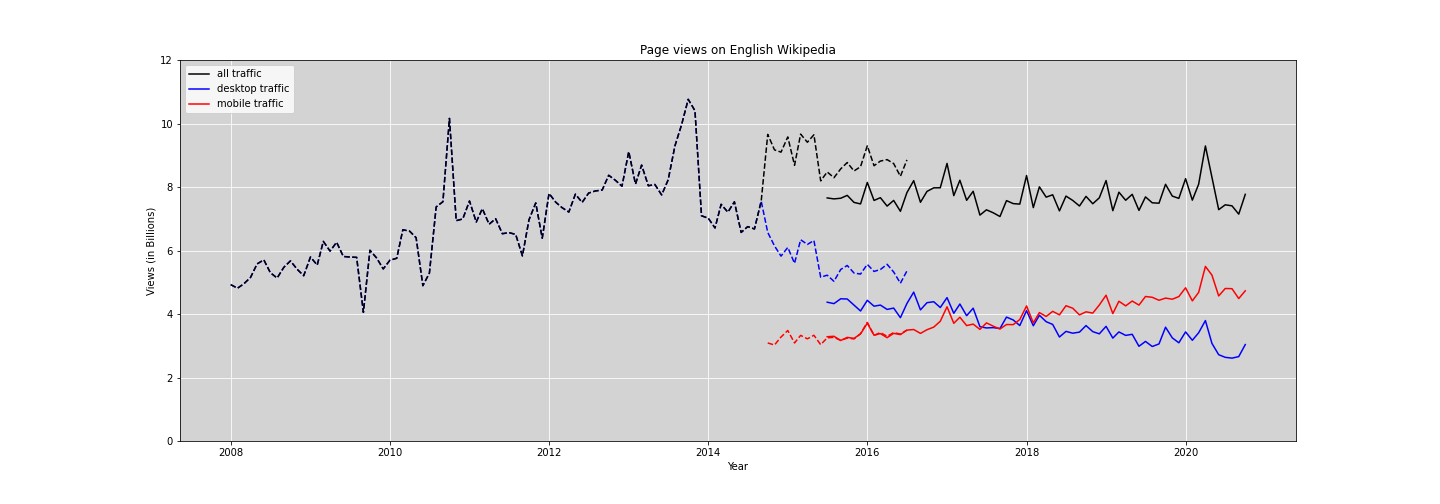 Page views on English Wikipedia
12
10
8
6
4
2
0
Views (in Billions)
all traffic
desktop traffic
mobile traffic
2008 2010 2012 2014 2016 2018 2020
Year